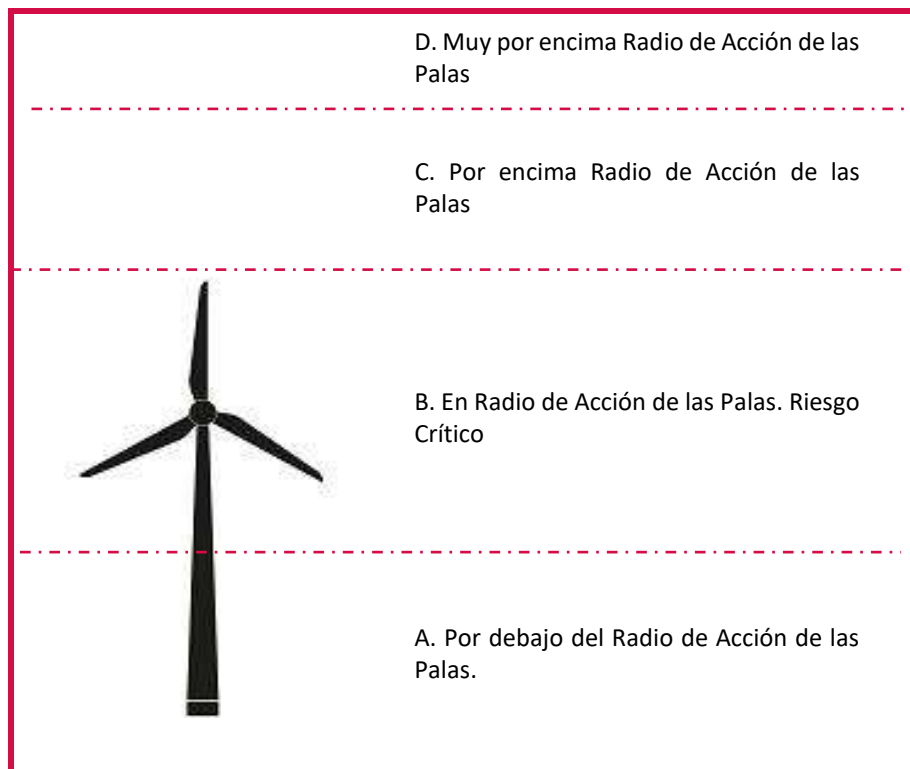 D. Muy por encima Radio de Acción de las
Palas
C. Por encima Radio de Acción de las
Palas
B. En Radio de Acción de las Palas. Riesgo
Crítico
A. Por debajo del Radio de Acción de las
Palas.